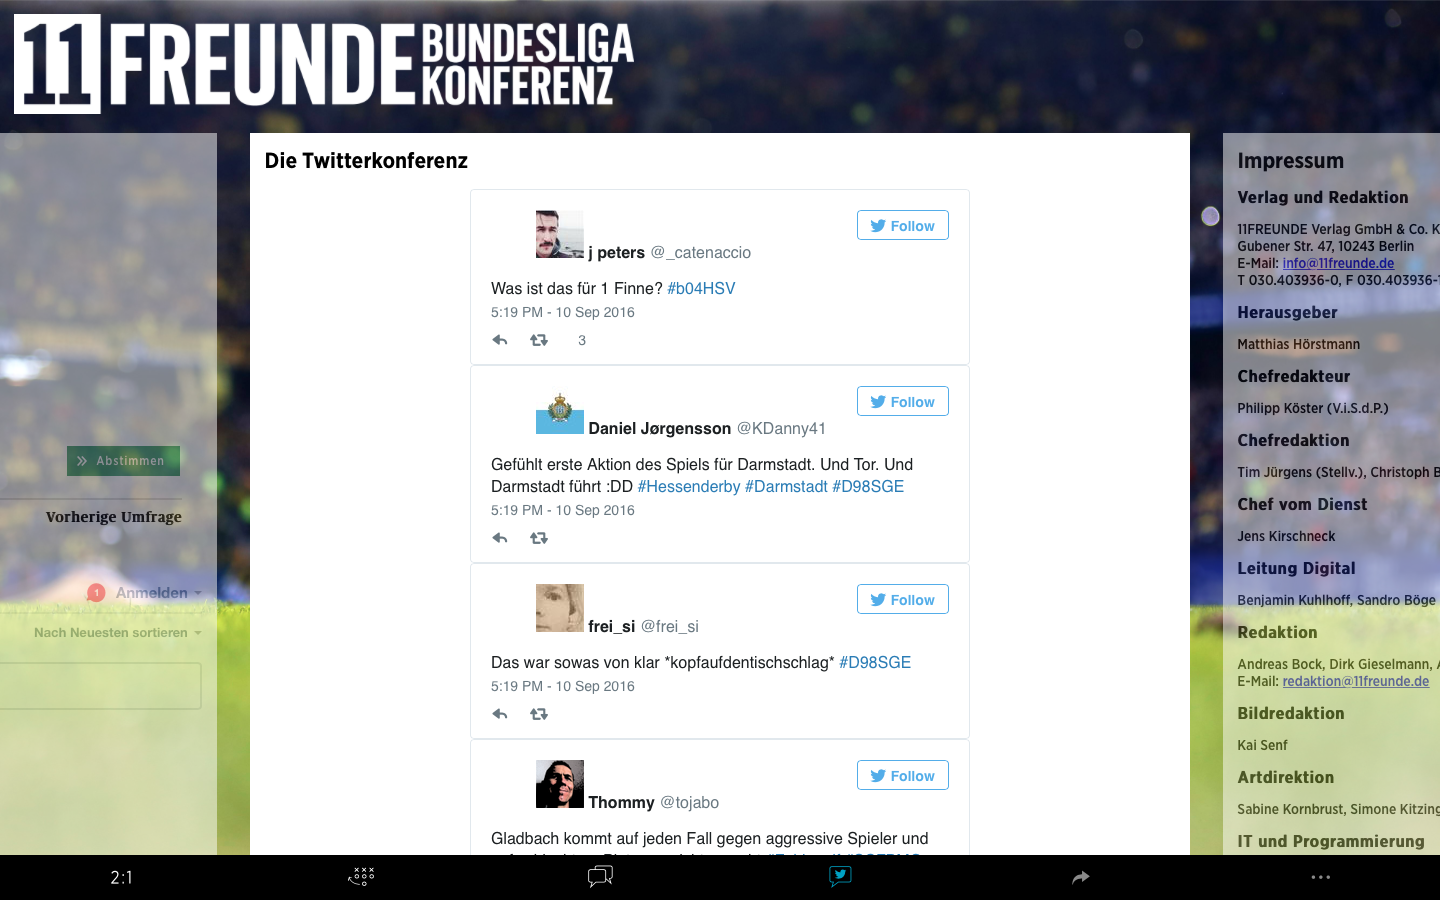 11FREUNDE BUNDESLIGA
KONFERENZ
Abstimmen
Vorherige Umfrage
1 Anmelden
Nach Neuesten sortieren
Die Twitterkonferenz
Follow
j peters @_catenaccio
Was ist das für 1 Finne? #b04HSV
5:19 PM - 10 Sep 2016
3
Follow
Daniel Jørgensson @KDanny41
Gefühlt erste Aktion des Spiels für Darmstadt. Und Tor. Und
Darmstadt führt :DD #Hessenderby #Darmstadt #D98SGE
5:19 PM - 10 Sep 2016
Follow
frei_si @frei_si
Das war sowas von klar *kopfaufdentischschlag* #D98SGE
5:19 PM - 10 Sep 2016
Follow
Thommy @tojabo
Gladbach kommt auf jeden Fall gegen aggressive Spieler und
Impressum
Verlag und Redaktion
11FREUNDE Verlag GmbH & Co. K
Gubener Str. 47, 10243 Berlin
E-Mail: info@11freunde.de
T 030.403936-0, F 030.403936-1
Herausgeber
Matthias Hörstmann
Chefredakteur
Philipp Köster (V.i.S.d.P.)
Chefredaktion
Tim Jürgens (Stellv.), Christoph B
Chef vom Dienst
Jens Kirschneck
Leitung Digital
Benjamin Kuhlhoff, Sandro Böge
Redaktion
Andreas Bock, Dirk Gieselmann,
E-Mail: redaktion@11freunde.de
Bildredaktion
Kai Senf
Artdirektion
Sabine Kornbrust, Simone Kitzing
IT und Programmierung
2:1